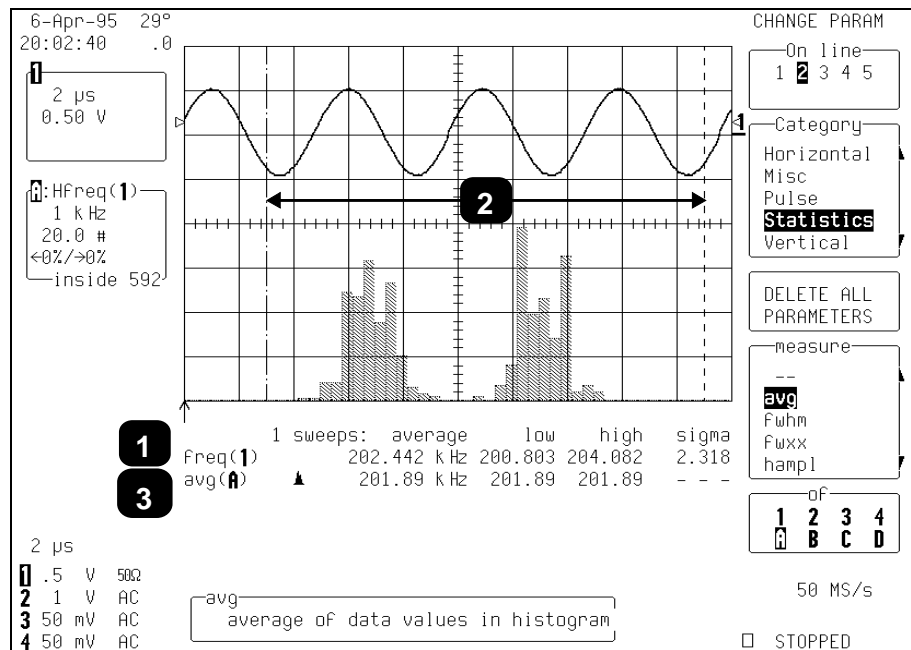 6-Apr-95 29°
20:02:40 .0
1
2 µs
0.50 V
A:Hfreq(1)
1 kHz
20.0 #
←0%/→0%
inside 592
2
1
1 sweeps: average low high sigma
1
freq(1) 202.442 kHz 200.803 204.082 2.318
3
avg(A) 201.89 kHz 201.89 201.89 - - -
2 µs
1 .5 V 50Ω
2 1 V AC
3 50 mV AC
4 50 mV AC
avg
average of data values in histogram
CHANGE PARAM
On line
1 2 3 4 5
Category
Horizontal
Misc
Pulse
Statistics
Vertical
DELETE ALL
PARAMETERS
measure
--
avg
fwhm
fwxx
hampl
of
1 2 3 4
A B C D
50 MS/s
□ STOPPED